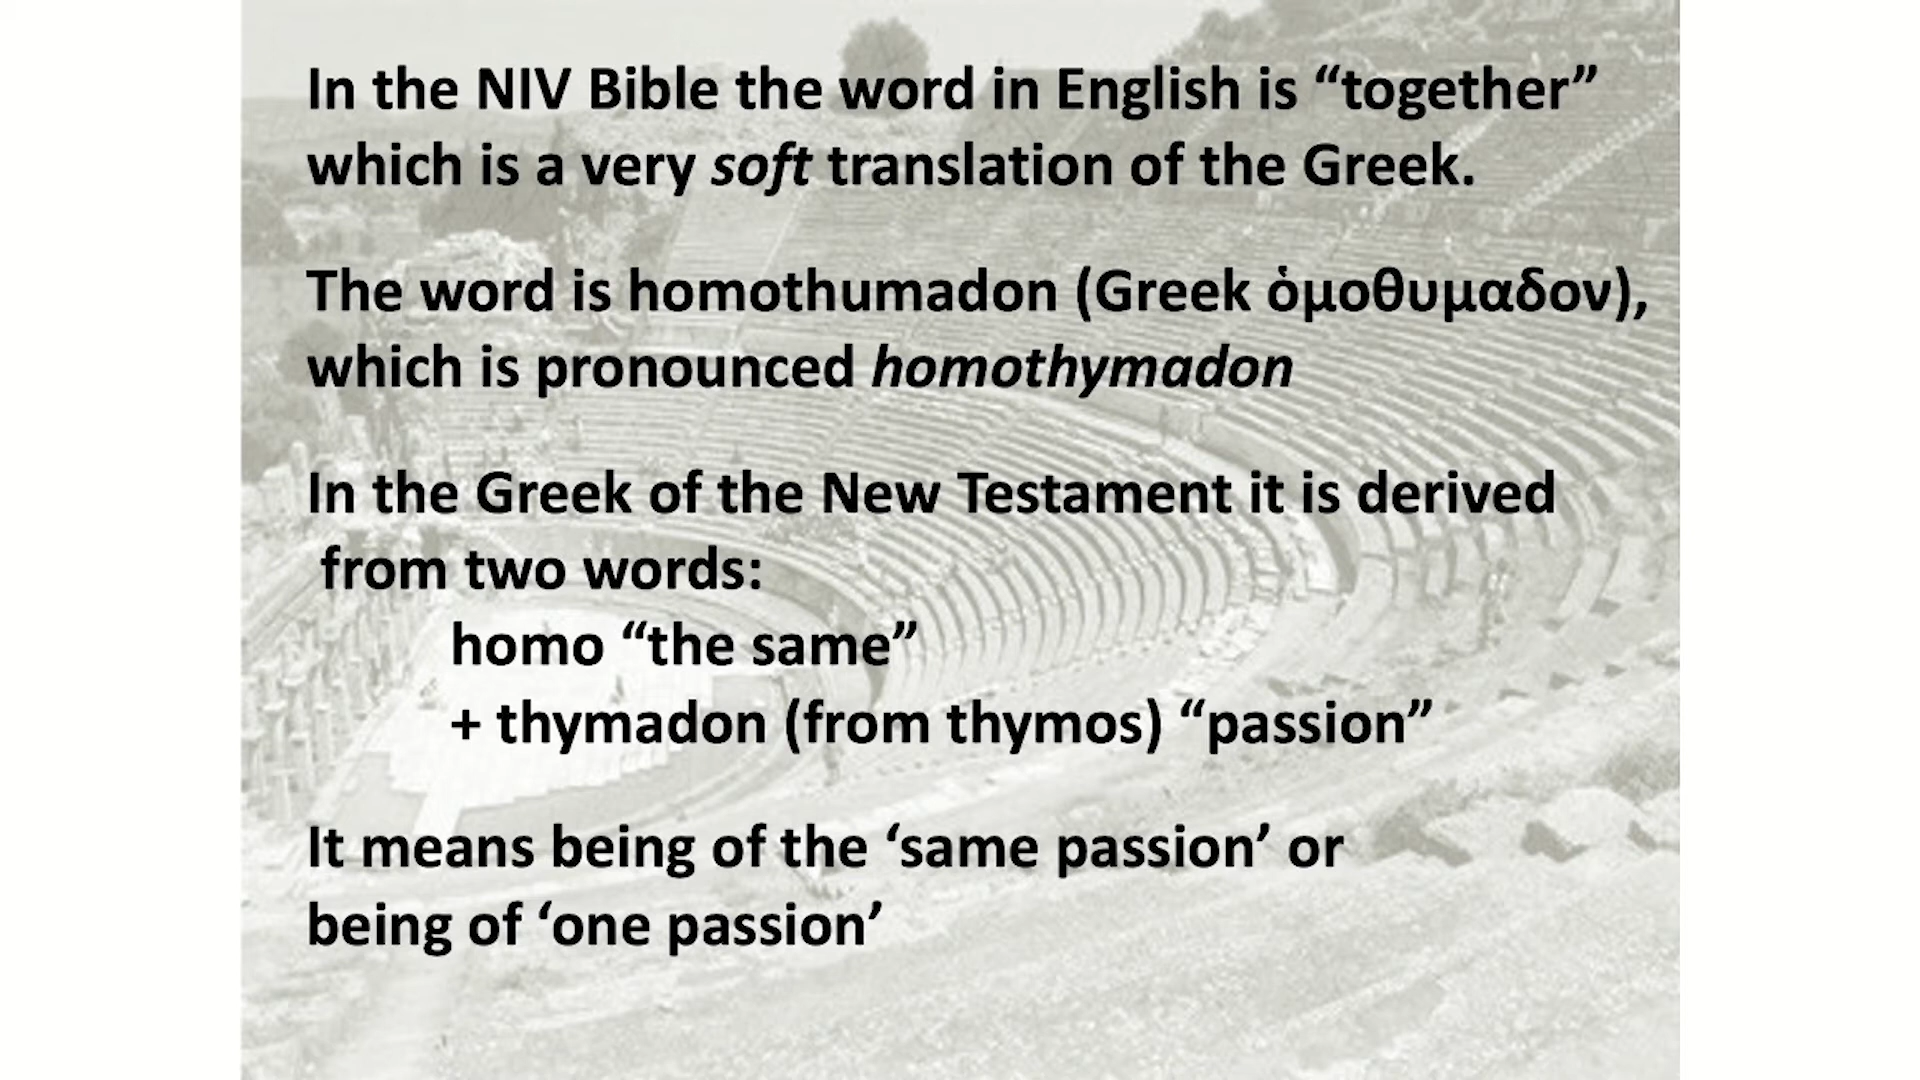 In the NIV Bible the word in English is “together”
which is a very soft translation of the Greek.
The word is homothumadon (Greek ὁμοθυμαδον),
which is pronounced homothymadon
In the Greek of the New Testament it is derived
from two words:
homo “the same”
+ thymadon (from thymos) “passion”
It means being of the ‘same passion’ or
being of ‘one passion’